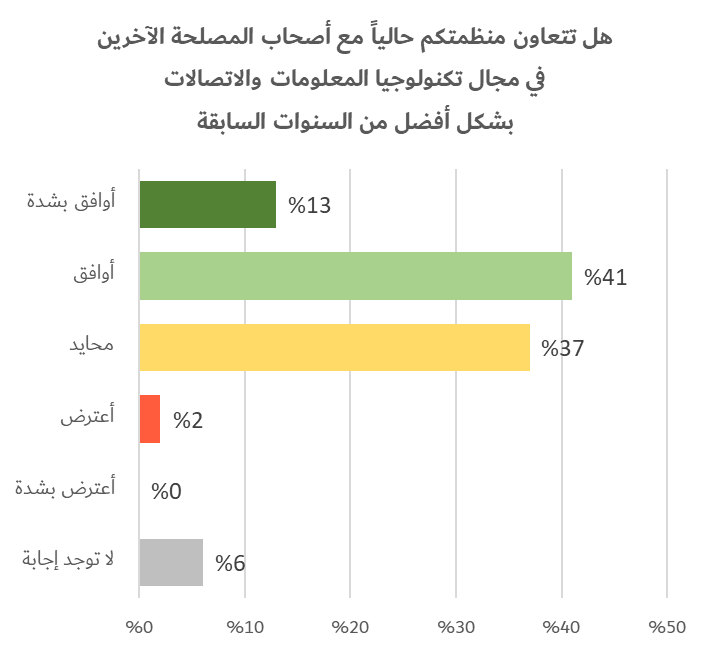 هل تتعاون منظمتكم حالياً مع أصحاب المصلحة الآخرين
في مجال تكنولوجيا المعلومات والاتصالات
بشكل أفضل من السنوات السابقة
أوافق بشدة
%13
أوافق
%41
محايد
%37
أعترض
%2
أعترض بشدة
%0
لا توجد إجابة
%6
%0 %10 %20 %30 %40 %50